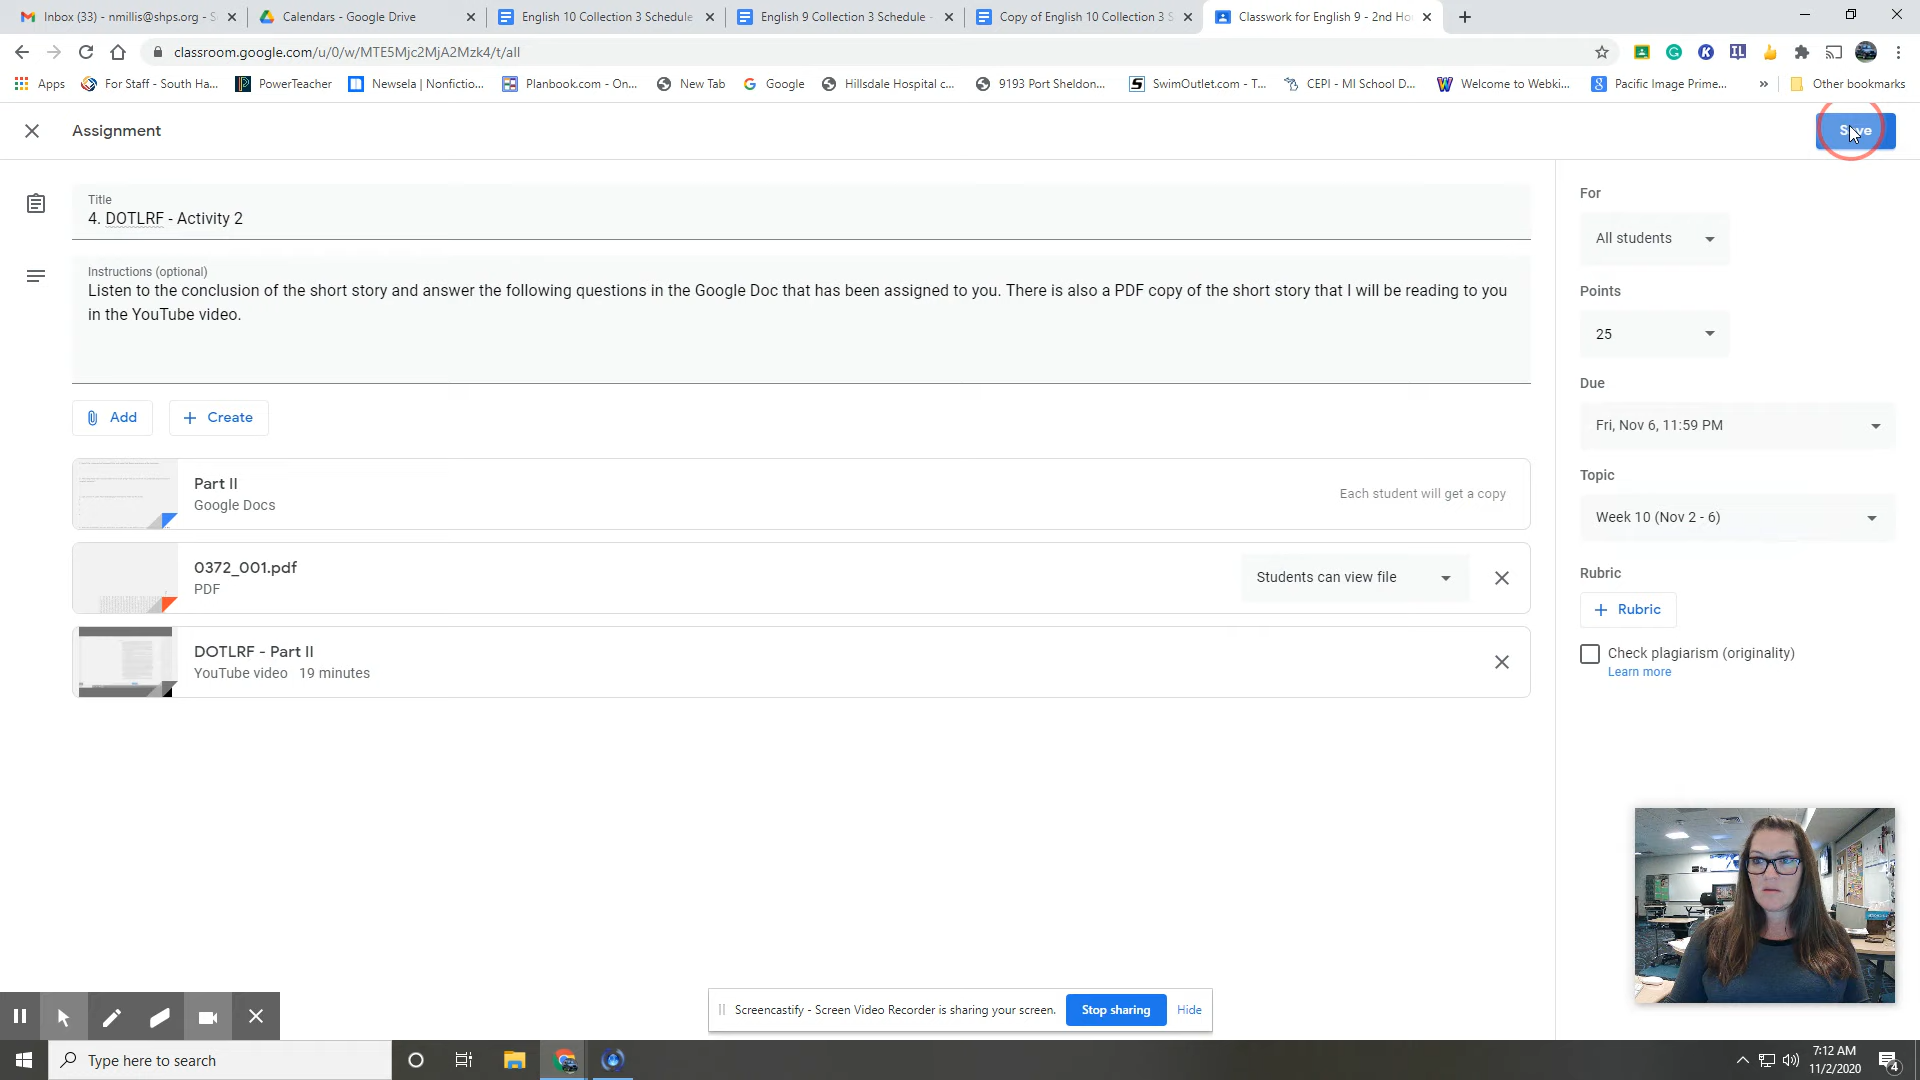 Inbox (33) - nmillis@shps.org - S
Calendars - Google Drive
English 10 Collection 3 Schedule
English 9 Collection 3 Schedule -
Copy of English 10 Collection 3 S
Classwork for English 9 - 2nd Ho
classroom.google.com/u/0/w/MTE5Mjc2MjA2Mzk4/t/all
Apps
For Staff - South Ha...
PowerTeacher
Newsela | Nonfictio...
Planbook.com - On...
New Tab
Google
Hillsdale Hospital c...
9193 Port Sheldon...
SwimOutlet.com - T...
CEPI - MI School D...
Welcome to Webki...
Pacific Image Prime...
Other bookmarks
Assignment
Save
Title
4. DOTLRF - Activity 2
Instructions (optional)
Listen to the conclusion of the short story and answer the following questions in the Google Doc that has been assigned to you. There is also a PDF copy of the short story that I will be reading to you
in the YouTube video.
Add
Create
Part II
Google Docs
Each student will get a copy
0372_001.pdf
PDF
Students can view file
DOTLRF - Part II
YouTube video 19 minutes
For
All students
Points
25
Due
Fri, Nov 6, 11:59 PM
Topic
Week 10 (Nov 2 - 6)
Rubric
Rubric
Check plagiarism (originality)
Learn more
Screencastify - Screen Video Recorder is sharing your screen.
Stop sharing
Hide
Type here to search
7:12 AM
11/2/2020
4